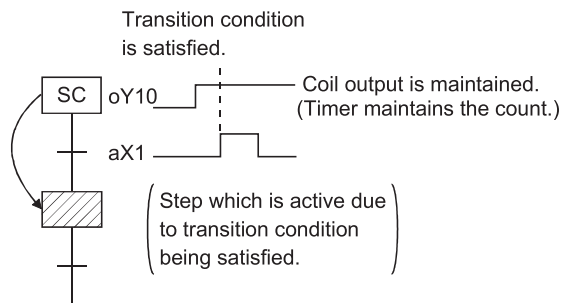 Transition condition
is satisfied.
SC
oY10
Coil output is maintained.
(Timer maintains the count.)
aX1
Step which is active due
to transition condition
being satisfied.